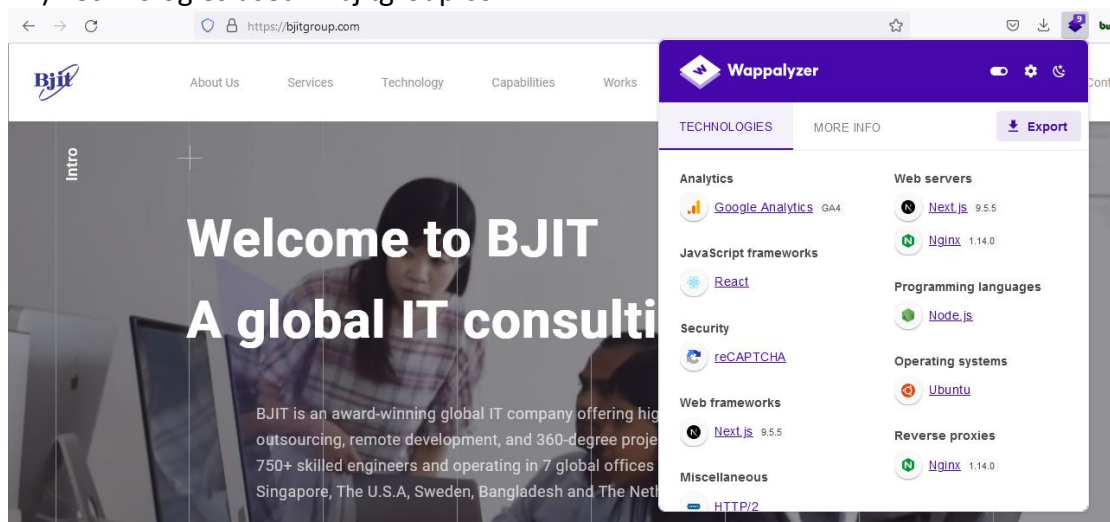 https://bjitgroup.com
Bjit
About Us Services Technology Capabilities Works
Intro
Welcome to BJIT
A global IT consulti
BJIT is an award-winning global IT company offering hig
outsourcing, remote development, and 360-degree proje
750+ skilled engineers and operating in 7 global offices
Singapore, The U.S.A, Sweden, Bangladesh and The Net
9
Wappalyzer
TECHNOLOGIES MORE INFO Export
Analytics
Google Analytics GA4
JavaScript frameworks
React
Security
reCAPTCHA
Web frameworks
Next.js 9.5.5
Miscellaneous
HTTP/2
Web servers
Next.js 9.5.5
Nginx 1.14.0
Programming languages
Node.js
Operating systems
Ubuntu
Reverse proxies
Nginx 1.14.0